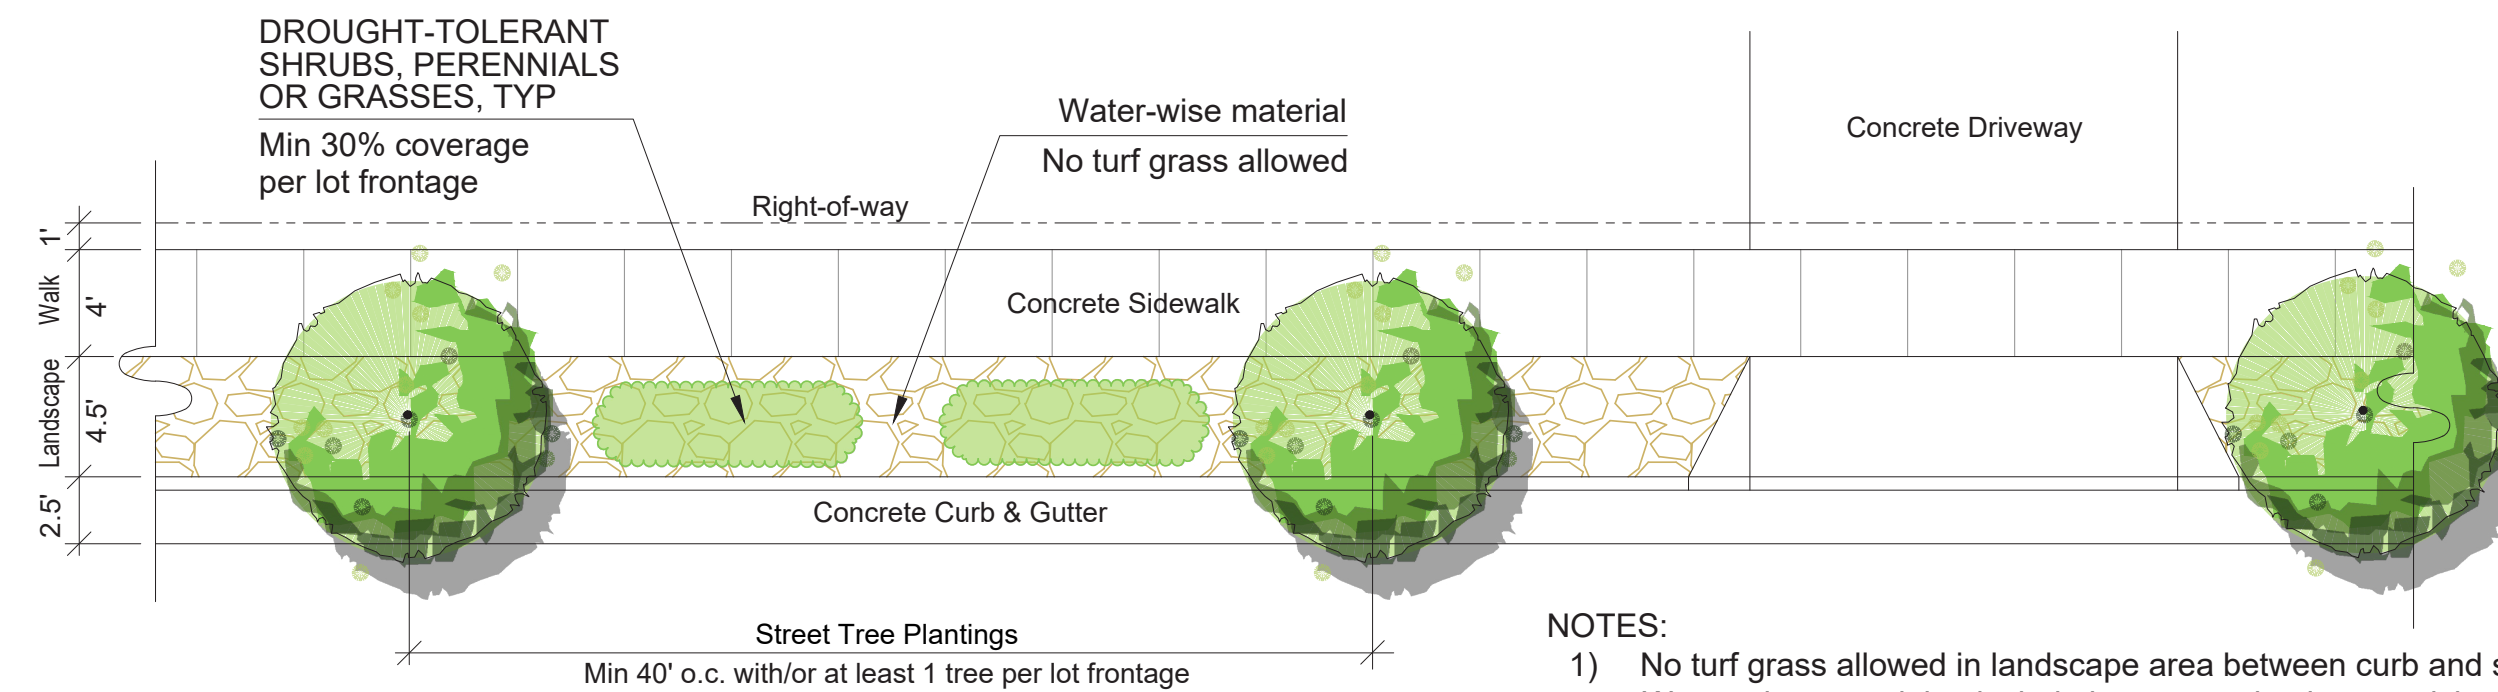 DROUGHT-TOLERANT
SHRUBS, PERENNIALS
OR GRASSES, TYP
Min 30% coverage
per lot frontage
Water-wise material
No turf grass allowed
Concrete Driveway
Right-of-way
1'
Walk
4'
Concrete Sidewalk
Landscape
4.5'
2.5'
Concrete Curb & Gutter
Street Tree Plantings
Min 40' o.c. with/or at least 1 tree per lot frontage
NOTES:
1) No turf grass allowed in landscape area between curb and s